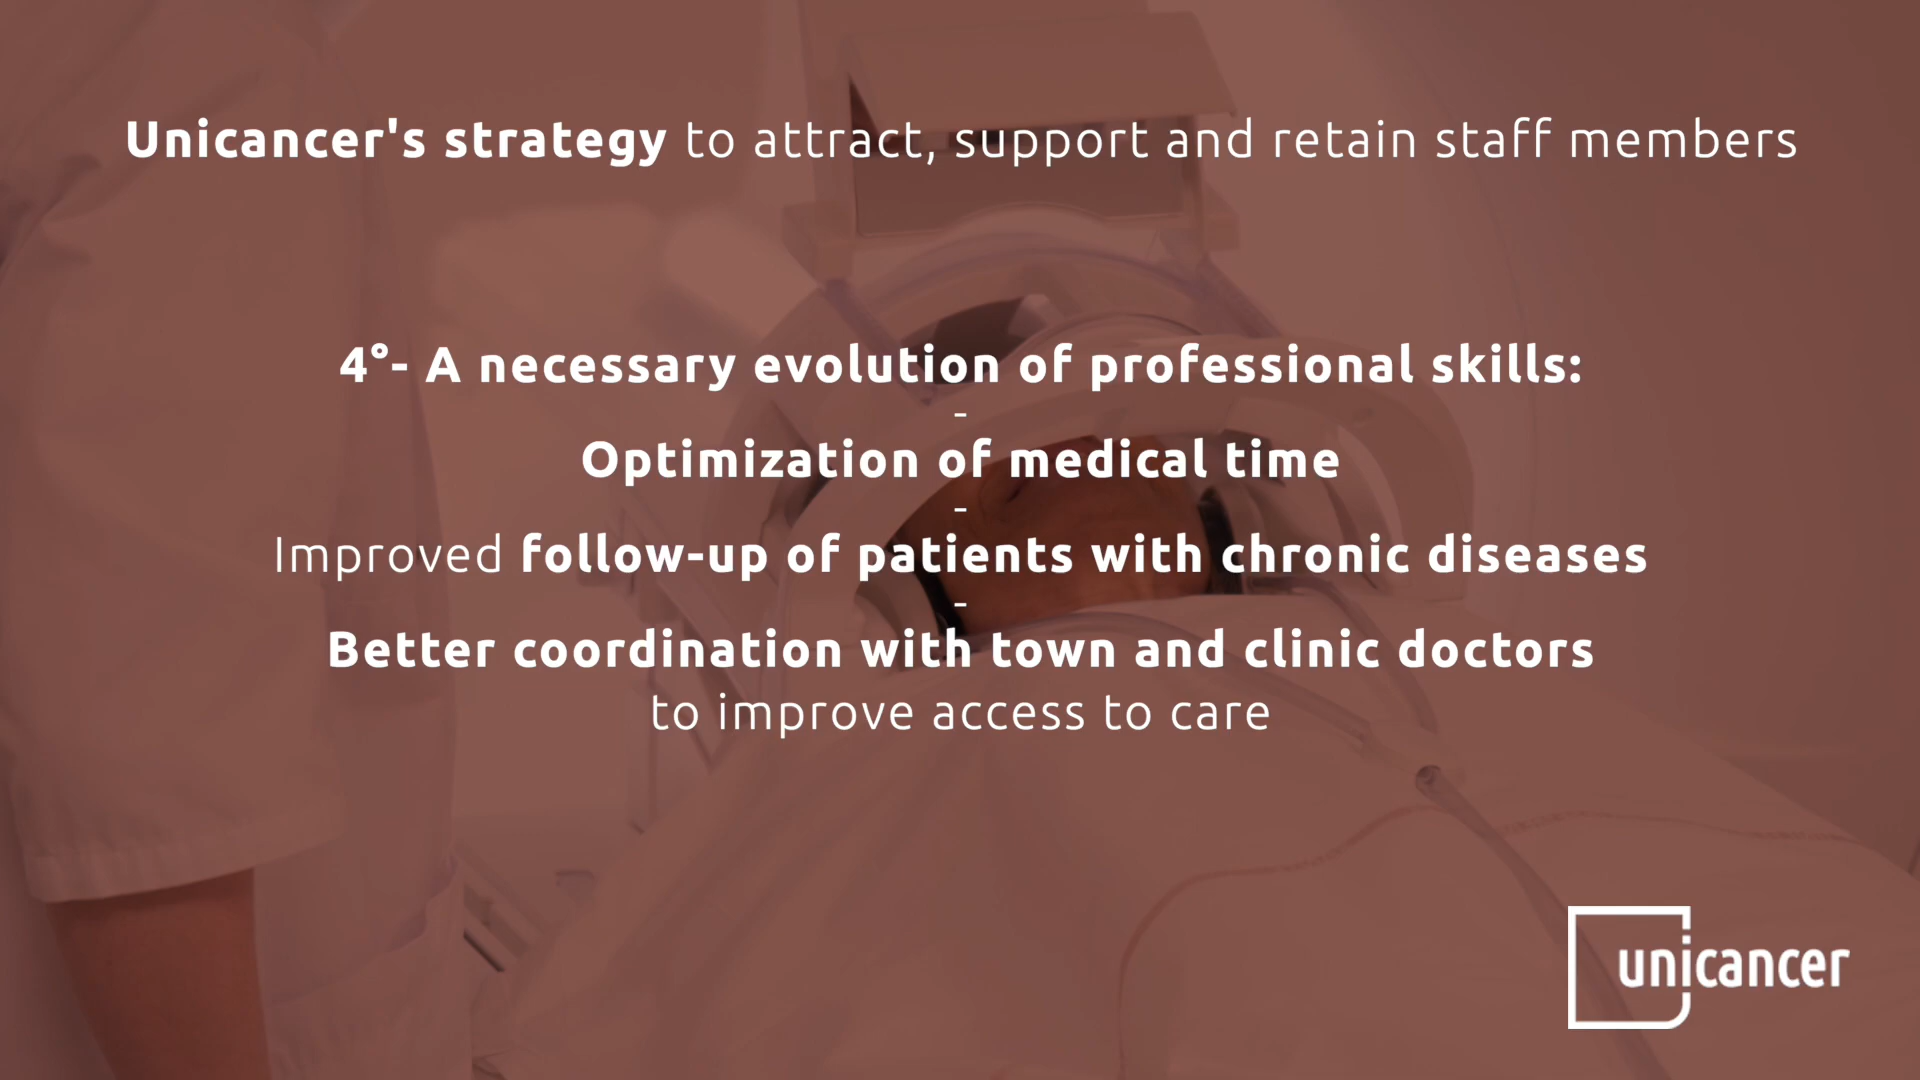 Unicancer's strategy to attract, support and retain staff members
4°- A necessary evolution of professional skills:
-
Optimization of medical time
-
Improved follow-up of patients with chronic diseases
-
Better coordination with town and clinic doctors
to improve access to care
unicancer